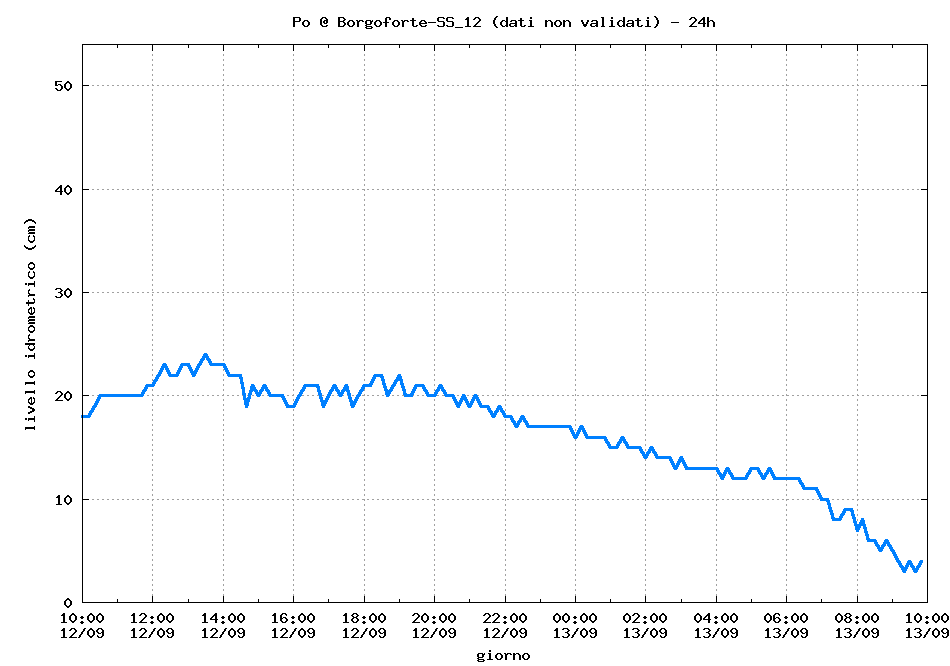 Po @ Borgoforte-SS_12 (dati non validati) - 24h
livello idrometrico (cm)
50
40
30
20
10
0
10:00 12:00 14:00 16:00 18:00 20:00 22:00 00:00 02:00 04:00 06:00 08:00 10:00
12/09 12/09 12/09 12/09 12/09 12/09 12/09 13/09 13/09 13/09 13/09 13/09 13/09
giorno